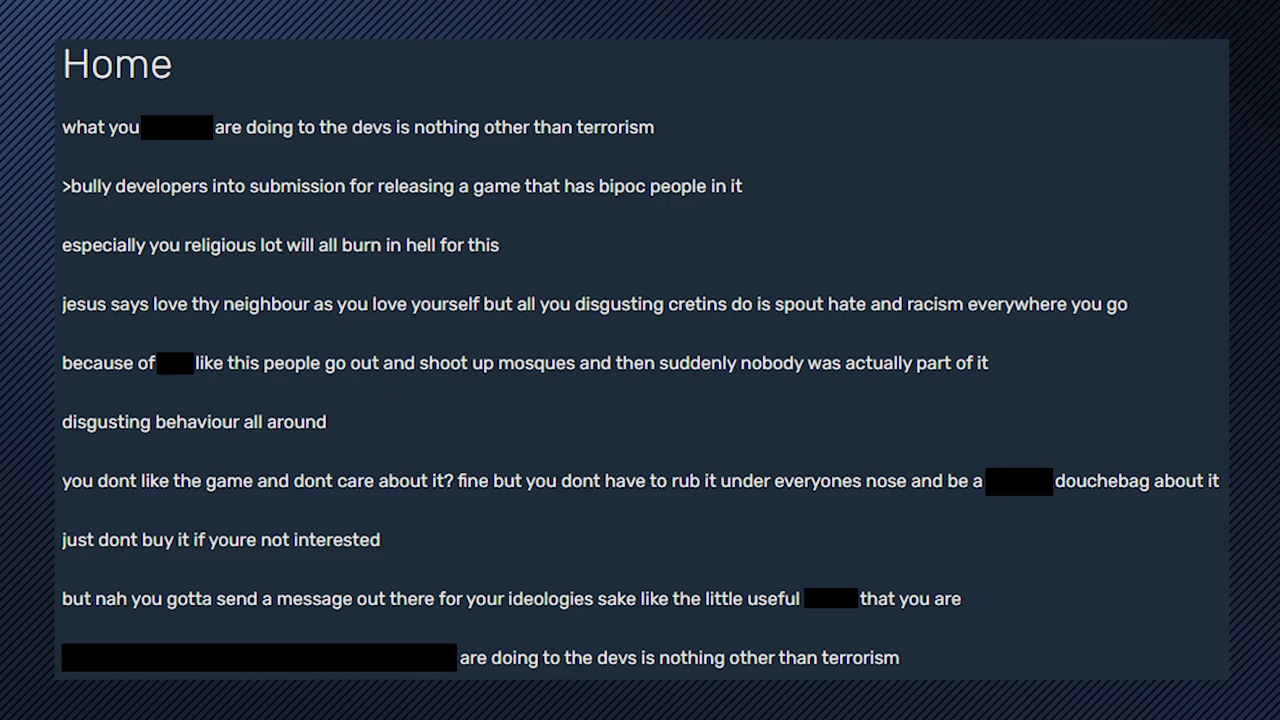 Home
what you are doing to the devs is nothing other than terrorism
>bully developers into submission for releasing a game that has bipoc people in it
especially you religious lot will all burn in hell for this
jesus says love thy neighbour as you love yourself but all you disgusting cretins do is spout hate and racism everywhere you go
because of like this people go out and shoot up mosques and then suddenly nobody was actually part of it
disgusting behaviour all around
you dont like the game and dont care about it? fine but you dont have to rub it under everyones nose and be a douchebag about it
just dont buy it if youre not interested
but nah you gotta send a message out there for your ideologies sake like the little useful that you are
are doing to the devs is nothing other than terrorism